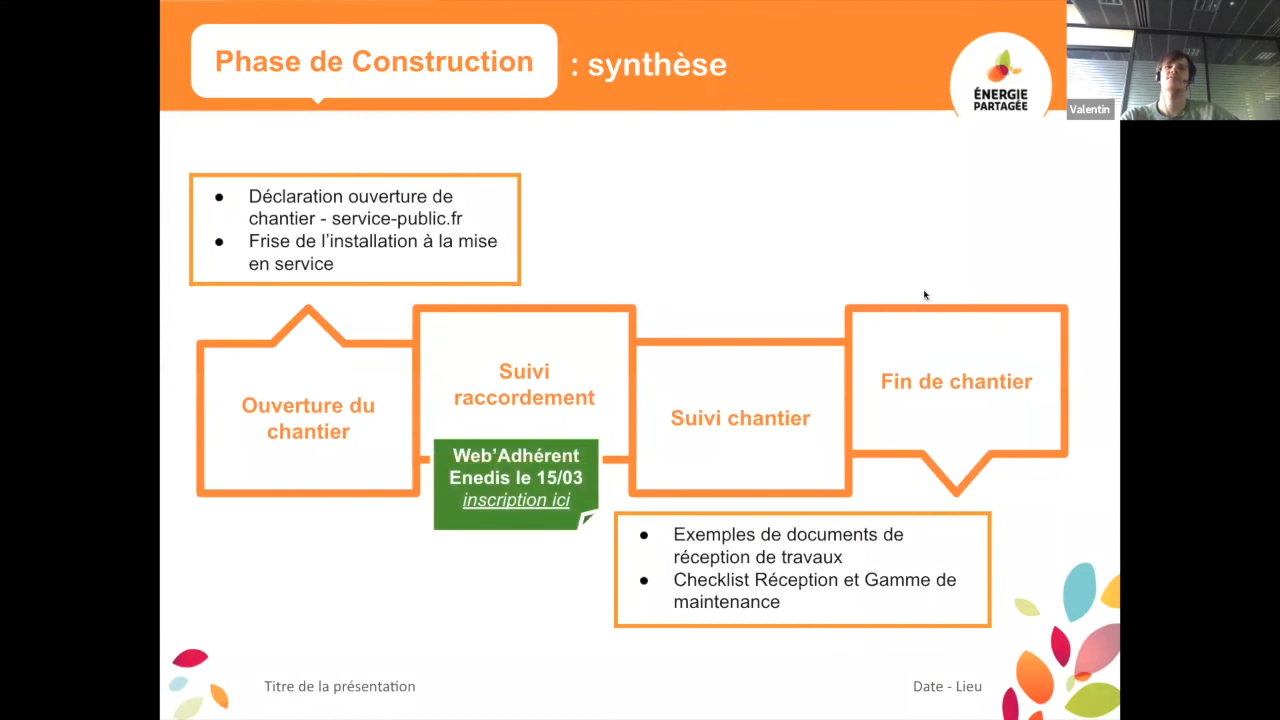 Phase de Construction : synthèse
ÉNERGIE
PARTAGÉE
Valentin
● Déclaration ouverture de
chantier - service-public.fr
● Frise de l'installation à la mise
en service
Ouverture du
chantier
Suivi
raccordement
Web'Adhérent
Enedis le 15/03
inscription ici
Suivi chantier
Fin de chantier
● Exemples de documents de
réception de travaux
● Checklist Réception et Gamme de
maintenance
Titre de la présentation
Date - Lieu